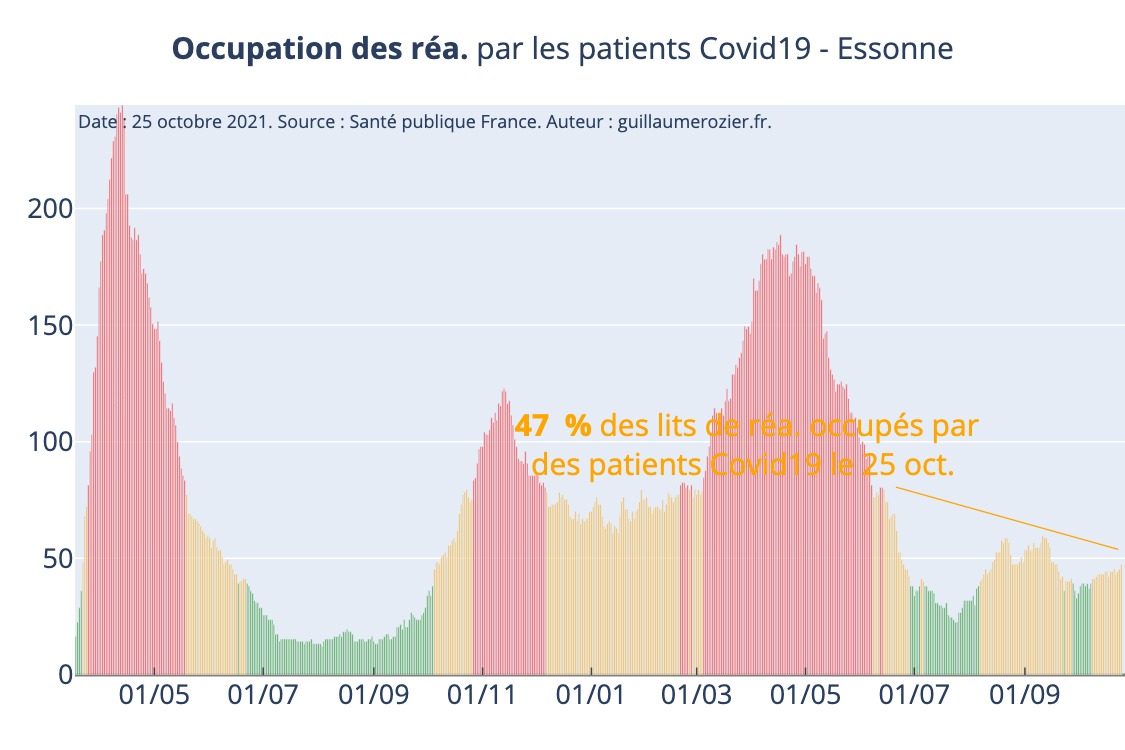 Occupation des réa. par les patients Covid19 - Essonne
Date : 25 octobre 2021. Source : Santé publique France. Auteur : guillaumerozier.fr.
200
150
100
50
0
47 % des lits de réa. occupés par
des patients Covid19 le 25 oct.
01/05 01/07 01/09 01/11 01/01 01/03 01/05 01/07 01/09